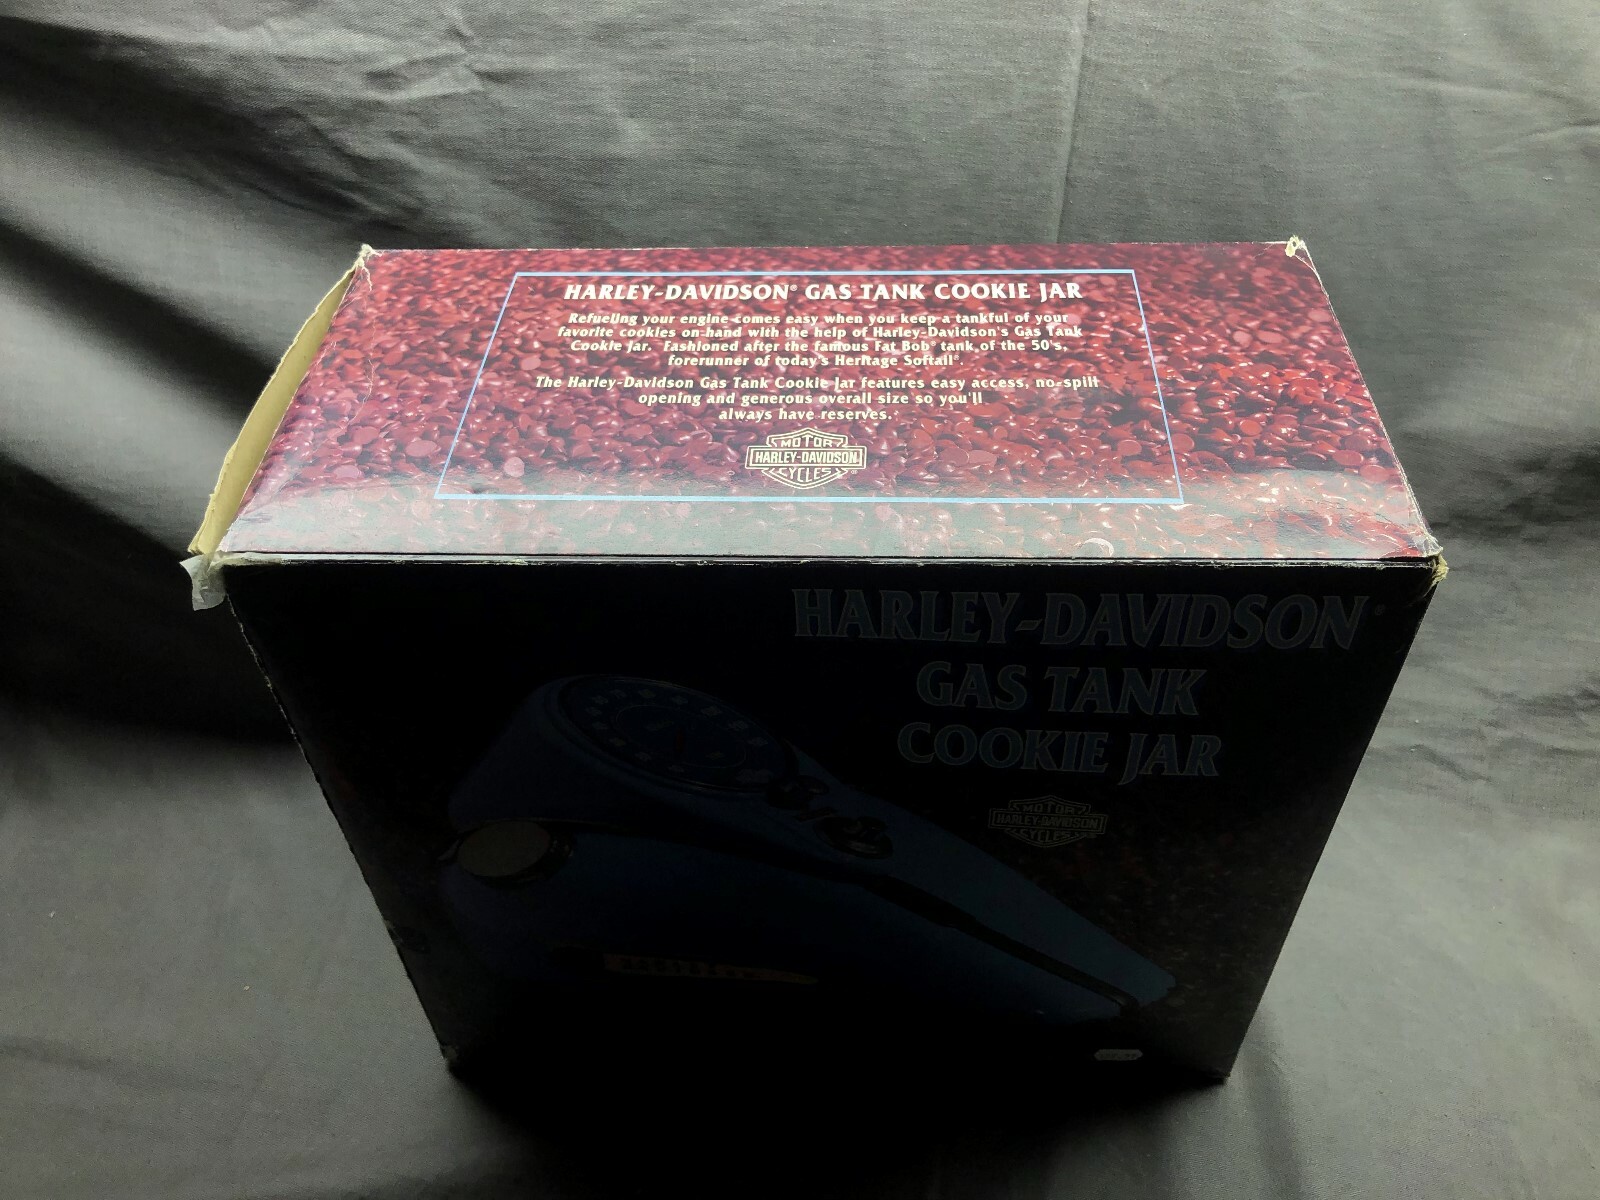 HARLEY-DAVIDSON® GAS TANK COOKIE JAR
Refueling your engine comes easy when you keep a tankful of your
favorite cookies on-hand with the help of Harley-Davidson's Gas Tank
Cookie Jar. Fashioned after the famous Fat Bob® tank of the 50's,
forerunner of today's Heritage Softail®.
The Harley-Davidson Gas Tank Cookie Jar features easy access, no-spill
opening and generous overall size so you'll
always have reserves.
MOTOR
HARLEY-DAVIDSON
CYCLES
HARLEY-DAVIDSON®
GAS TANK
COOKIE JAR
MOTOR
HARLEY-DAVIDSON
CYCLES